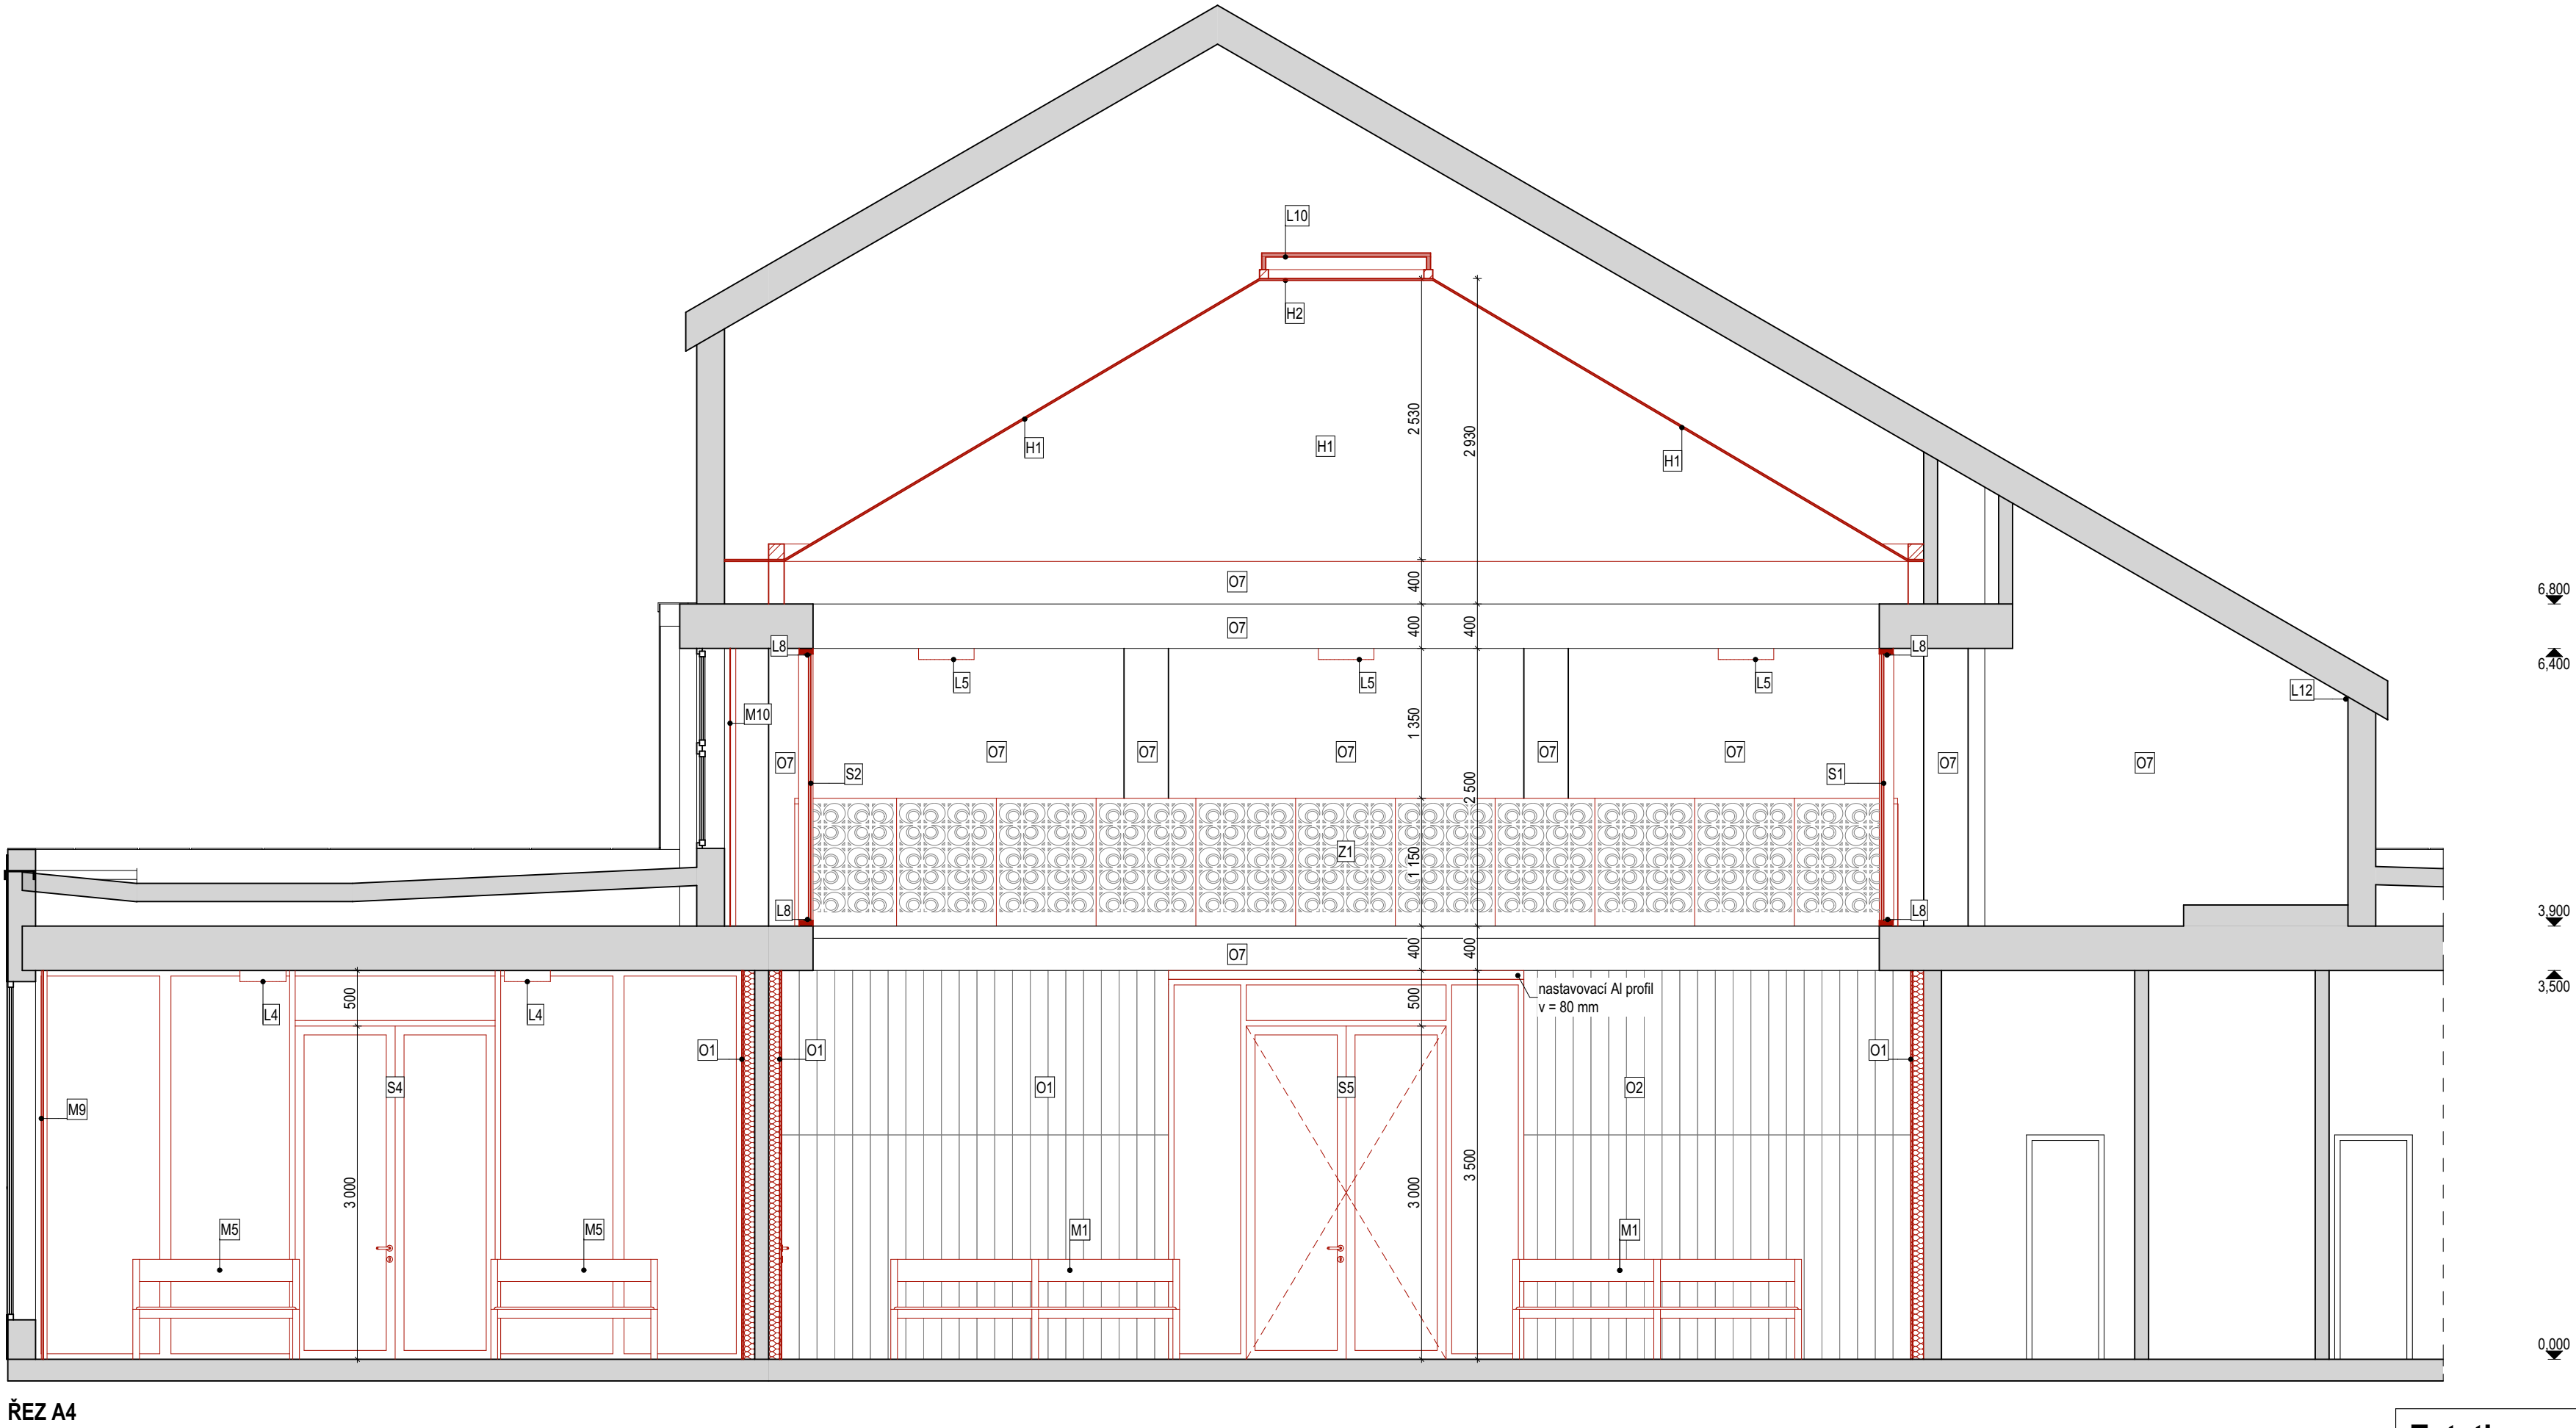 L10
H2
2 530
2 930
H1
H1
H1
O7
400
6,800
O7
400
400
L8
L8
6,400
L5
L5
L5
L12
M10
1 350
O7
O7
O7
O7
O7
O7
O7
O7
S2
S1
2 500
Z1
1 150
L8
L8
3,900
O7
400
400
3,500
nastavovací Al profil
v = 80 mm
500
500
L4
L4
O1
O1
O1
S4
O1
S5
O2
M9
3 000
3 000
3 500
M5
M5
M1
M1
0,000
ŘEZ A4